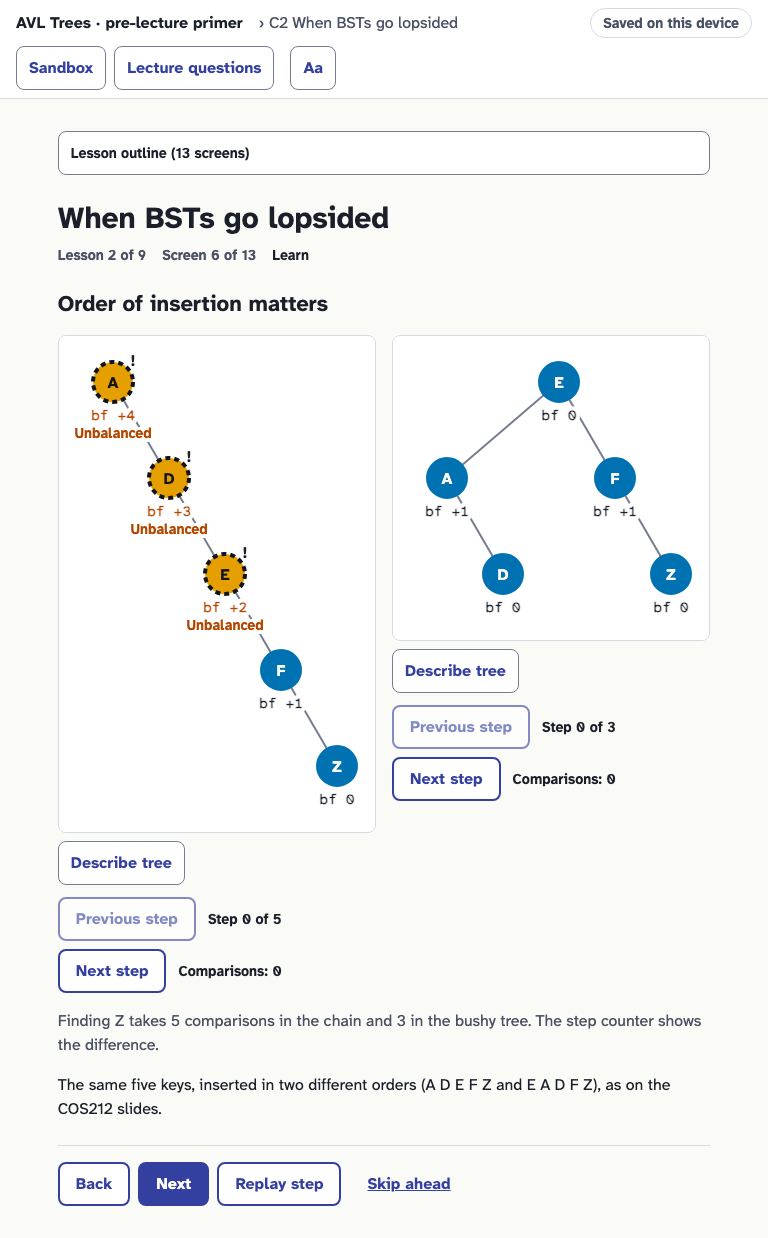 AVL Trees · pre-lecture primer › C2 When BSTs go lopsided
Saved on this device
Sandbox
Lecture questions
Aa
Lesson outline (13 screens)
When BSTs go lopsided
Lesson 2 of 9 Screen 6 of 13 Learn
Order of insertion matters
!
A
bf +4
Unbalanced
!
D
bf +3
Unbalanced
!
E
bf +2
Unbalanced
F
bf +1
Z
bf 0
Describe tree
Previous step
Step 0 of 5
Next step
Comparisons: 0
E
bf 0
A
bf +1
F
bf +1
D
bf 0
Z
bf 0
Describe tree
Previous step
Step 0 of 3
Next step
Comparisons: 0
Finding Z takes 5 comparisons in the chain and 3 in the bushy tree. The step counter shows
the difference.
The same five keys, inserted in two different orders (A D E F Z and E A D F Z), as on the
COS212 slides.
Back
Next
Replay step
Skip ahead